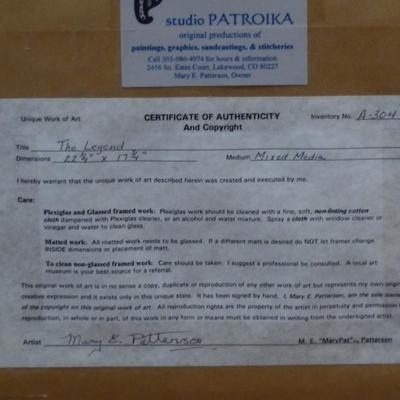 studio PATROIKA
original productions of
paintings, graphics, sandcastings, & stitcheries
Call 303-986-4974 for hours & information
2456 So. Estes Court, Lakewood, CO 80227
Mary E. Patterson, Owner
Unique Work of Art
CERTIFICATE OF AUTHENTICITY
And Copyright
Inventory No. A-304
Title The Legend
Dimensions 22 3/4" x 17 3/4"
Medium Mixed Media
I hereby warrant that the unique work of art described herein was created and executed by me.
Care:
Plexiglas and Glassed framed work: Plexiglas work should be cleaned with a fine, soft, non-linting cotton
cloth dampened with Plexiglas cleaner, or an alcohol and water mixture. Spray a cloth with window cleaner or
vinegar and water to clean glass.
Matted work: All matted work needs to be glassed. If a different mat is desired do NOT let framer change
INSIDE dimensions or placement of matt.
To clean non-glassed framed work: Care should be taken. I suggest a professional be consulted. A local art
museum is your best source for a referral.
This original work of art is in no sense a copy, duplicate or reproduction of any other work of art but represents my own origin
creative expression and it exists only in this unique state. It has been signed by hand. I, Mary E. Patterson, am the sole owne
of the copyright on this original work of art. All reproduction rights are the property of the artist in perpetuity and permission t
reproduction, in whole or in part, of this work in any form or means must be obtained in writing from the undersigned artist.
Artist Mary E. Patterson
M. E. "MaryPat", Patterson